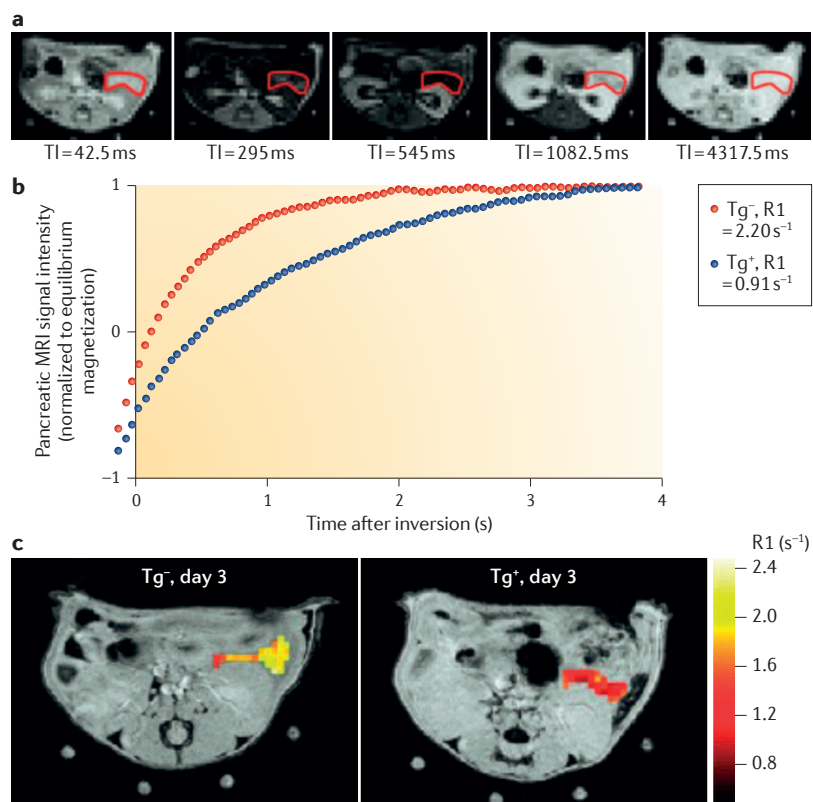 a
TI = 42.5 ms
TI = 295 ms
TI = 545 ms
TI = 1082.5 ms
TI = 4317.5 ms
b
Pancreatic MRI signal intensity
(normalized to equilibrium
magnetization)
1
0
–1
0
1
2
3
4
Time after inversion (s)
Tg⁻, R1
= 2.20 s⁻¹
Tg⁺, R1
= 0.91 s⁻¹
c
Tg⁻, day 3
Tg⁺, day 3
R1 (s⁻¹)
2.4
2.0
1.6
1.2
0.8